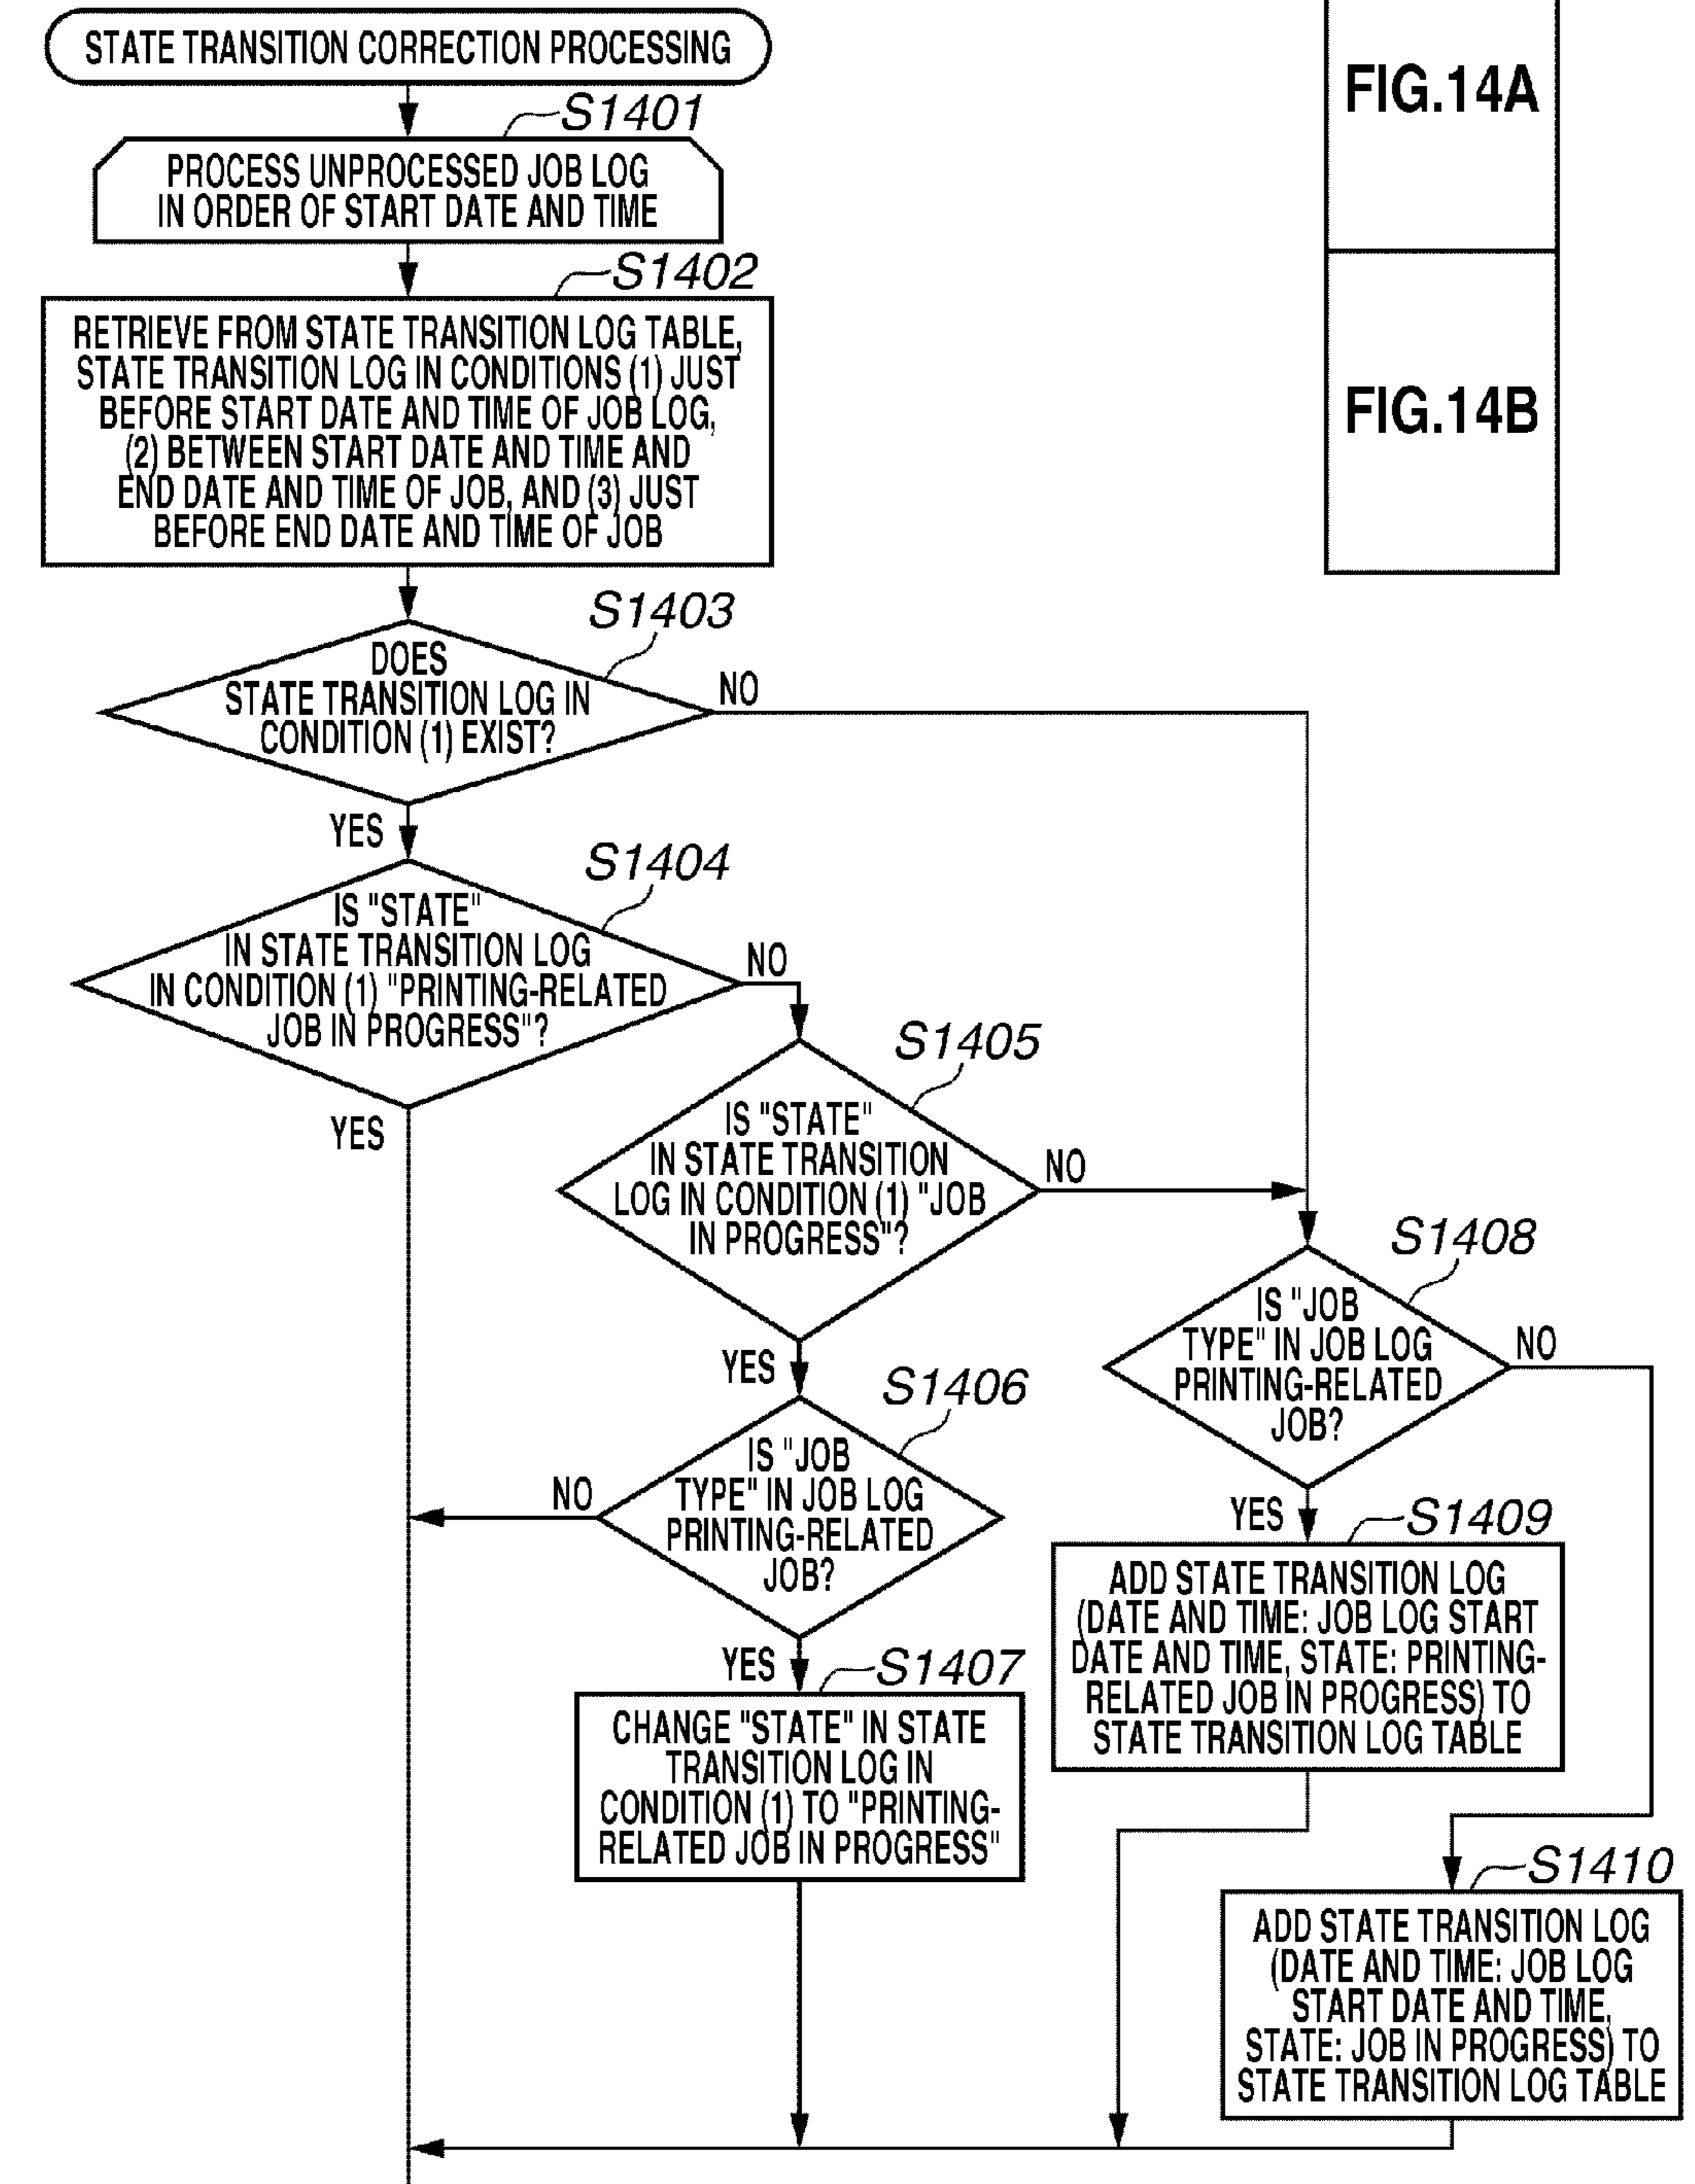 STATE TRANSITION CORRECTION PROCESSING
FIG.14A
FIG.14B
S1401
PROCESS UNPROCESSED JOB LOG
IN ORDER OF START DATE AND TIME
S1402
RETRIEVE FROM STATE TRANSITION LOG TABLE,
STATE TRANSITION LOG IN CONDITIONS (1) JUST
BEFORE START DATE AND TIME OF JOB LOG,
(2) BETWEEN START DATE AND TIME AND
END DATE AND TIME OF JOB, AND (3) JUST
BEFORE END DATE AND TIME OF JOB
S1403
DOES
STATE TRANSITION LOG IN
CONDITION (1) EXIST?
NO
YES
S1404
IS "STATE"
IN STATE TRANSITION LOG
IN CONDITION (1) "PRINTING-RELATED
JOB IN PROGRESS"?
NO
YES
S1405
IS "STATE"
IN STATE TRANSITION
LOG IN CONDITION (1) "JOB
IN PROGRESS"?
NO
YES
S1406
IS "JOB
TYPE" IN JOB LOG
PRINTING-RELATED
JOB?
NO
YES
S1407
CHANGE "STATE" IN STATE
TRANSITION LOG IN
CONDITION (1) TO "PRINTING-
RELATED JOB IN PROGRESS"
S1408
IS "JOB
TYPE" IN JOB LOG
PRINTING-RELATED
JOB?
NO
YES
S1409
ADD STATE TRANSITION LOG
(DATE AND TIME: JOB LOG START
DATE AND TIME, STATE: PRINTING-
RELATED JOB IN PROGRESS) TO
STATE TRANSITION LOG TABLE
S1410
ADD STATE TRANSITION LOG
(DATE AND TIME: JOB LOG
START DATE AND TIME,
STATE: JOB IN PROGRESS) TO
STATE TRANSITION LOG TABLE